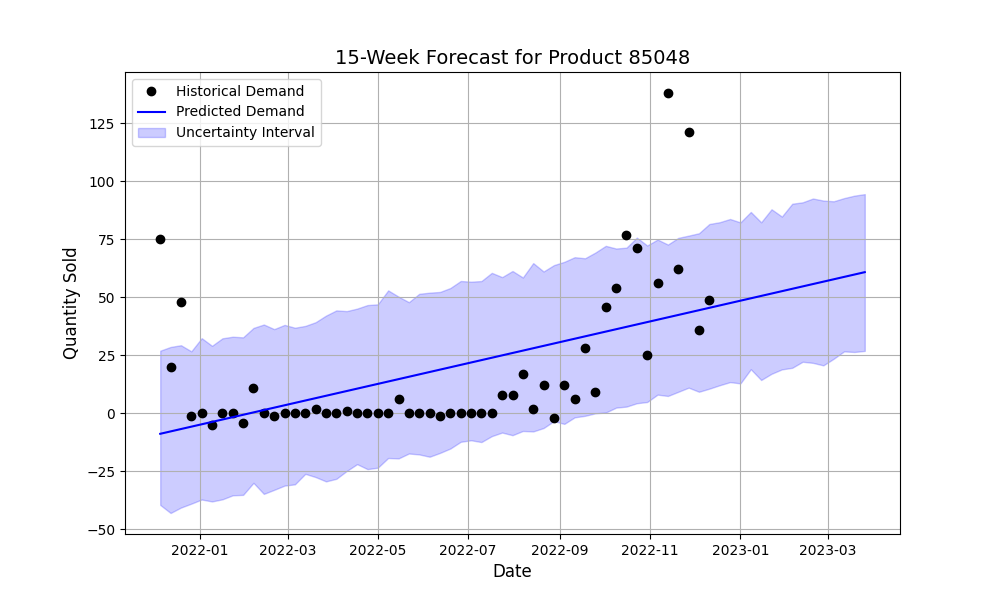 15-Week Forecast for Product 85048
Historical Demand
Predicted Demand
Uncertainty Interval
Quantity Sold
125
100
75
50
25
0
−25
−50
2022-01 2022-03 2022-05 2022-07 2022-09 2022-11 2023-01 2023-03
Date